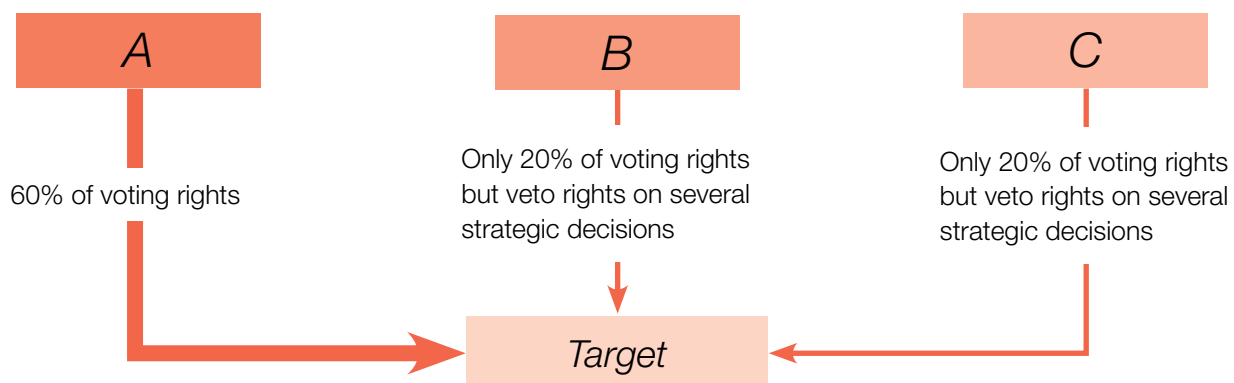 A
B
C
60% of voting rights
Only 20% of voting rights
but veto rights on several
strategic decisions
Only 20% of voting rights
but veto rights on several
strategic decisions
Target